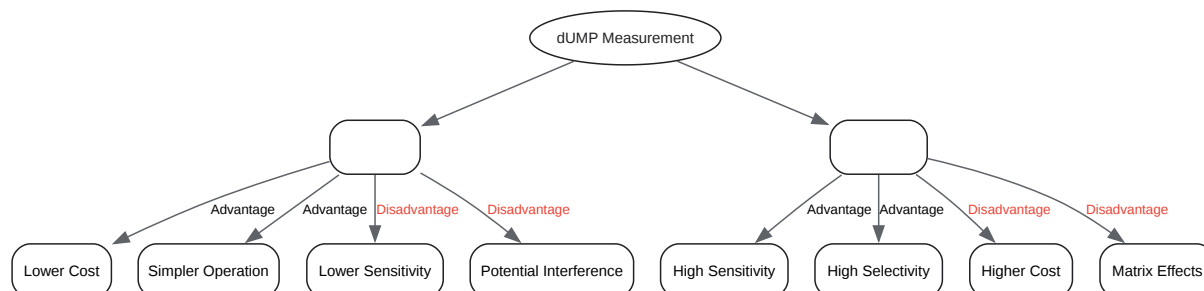 dUMP Measurement
Advantage
Advantage
Disadvantage
Disadvantage
Advantage
Advantage
Disadvantage
Disadvantage
Lower Cost
Simpler Operation
Lower Sensitivity
Potential Interference
High Sensitivity
High Selectivity
Higher Cost
Matrix Effects